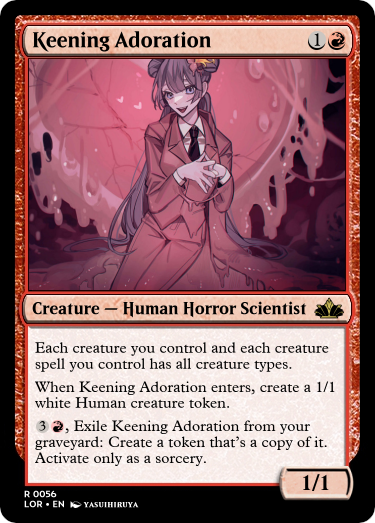 Keening Adoration 1
Creature — Human Horror Scientist
Each creature you control and each creature
spell you control has all creature types.
When Keening Adoration enters, create a 1/1
white Human creature token.
3, Exile Keening Adoration from your
graveyard: Create a token that's a copy of it.
Activate only as a sorcery.
1/1
R 0056
LOR • EN YASUIHIRUYA